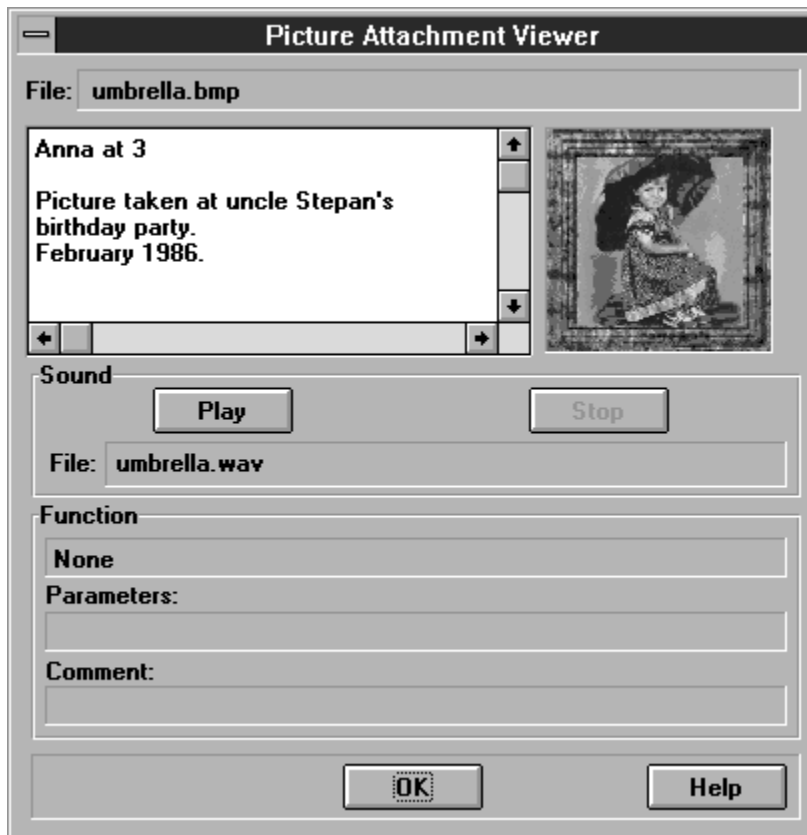 Picture Attachment Viewer
File: umbrella.bmp
Anna at 3
Picture taken at uncle Stepan's
birthday party.
February 1986.
Sound
Play
Stop
File: umbrella.wav
Function
None
Parameters:
Comment:
OK
Help